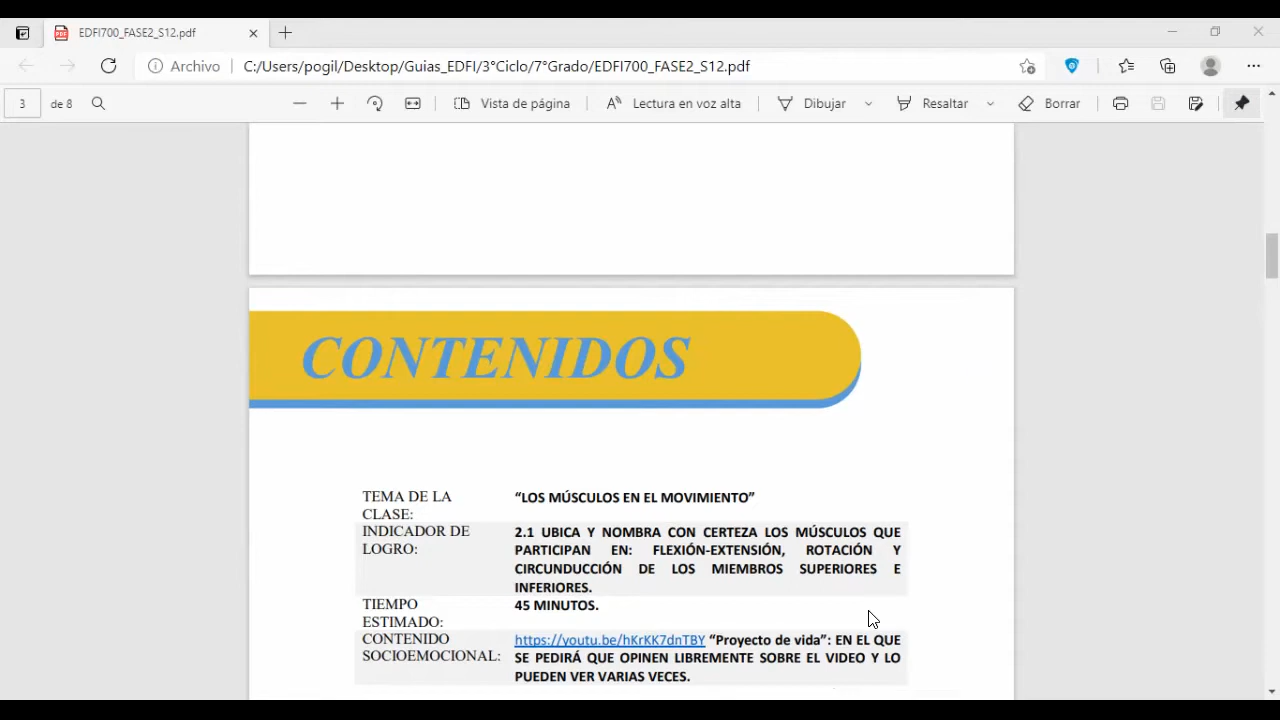 EDFI700_FASE2_S12.pdf
Archivo C:/Users/pogil/Desktop/Guias_EDFI/3°Ciclo/7°Grado/EDFI700_FASE2_S12.pdf
3 de 8 Vista de página Lectura en voz alta Dibujar Resaltar Borrar
CONTENIDOS
TEMA DE LA “LOS MÚSCULOS EN EL MOVIMIENTO”
CLASE:
INDICADOR DE 2.1 UBICA Y NOMBRA CON CERTEZA LOS MÚSCULOS QUE
LOGRO: PARTICIPAN EN: FLEXIÓN-EXTENSIÓN, ROTACIÓN Y
CIRCUNDUCCIÓN DE LOS MIEMBROS SUPERIORES E
INFERIORES.
TIEMPO 45 MINUTOS.
ESTIMADO:
CONTENIDO https://youtu.be/hKrKK7dnTBY “Proyecto de vida”: EN EL QUE
SOCIOEMOCIONAL: SE PEDIRÁ QUE OPINEN LIBREMENTE SOBRE EL VIDEO Y LO
PUEDEN VER VARIAS VECES.